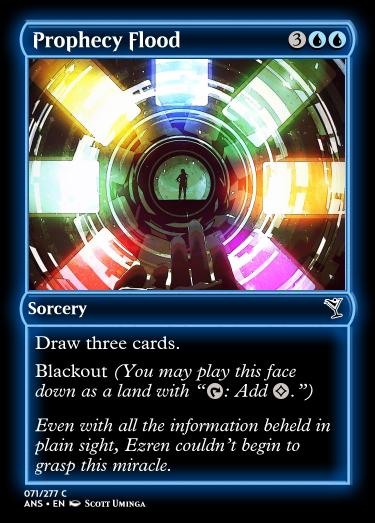 Prophecy Flood 3
Sorcery
Draw three cards.
Blackout (You may play this face
down as a land with “: Add .”)
Even with all the information beheld in
plain sight, Ezren couldn’t begin to
grasp this miracle.
071/277 C
ANS • EN Scott Uminga